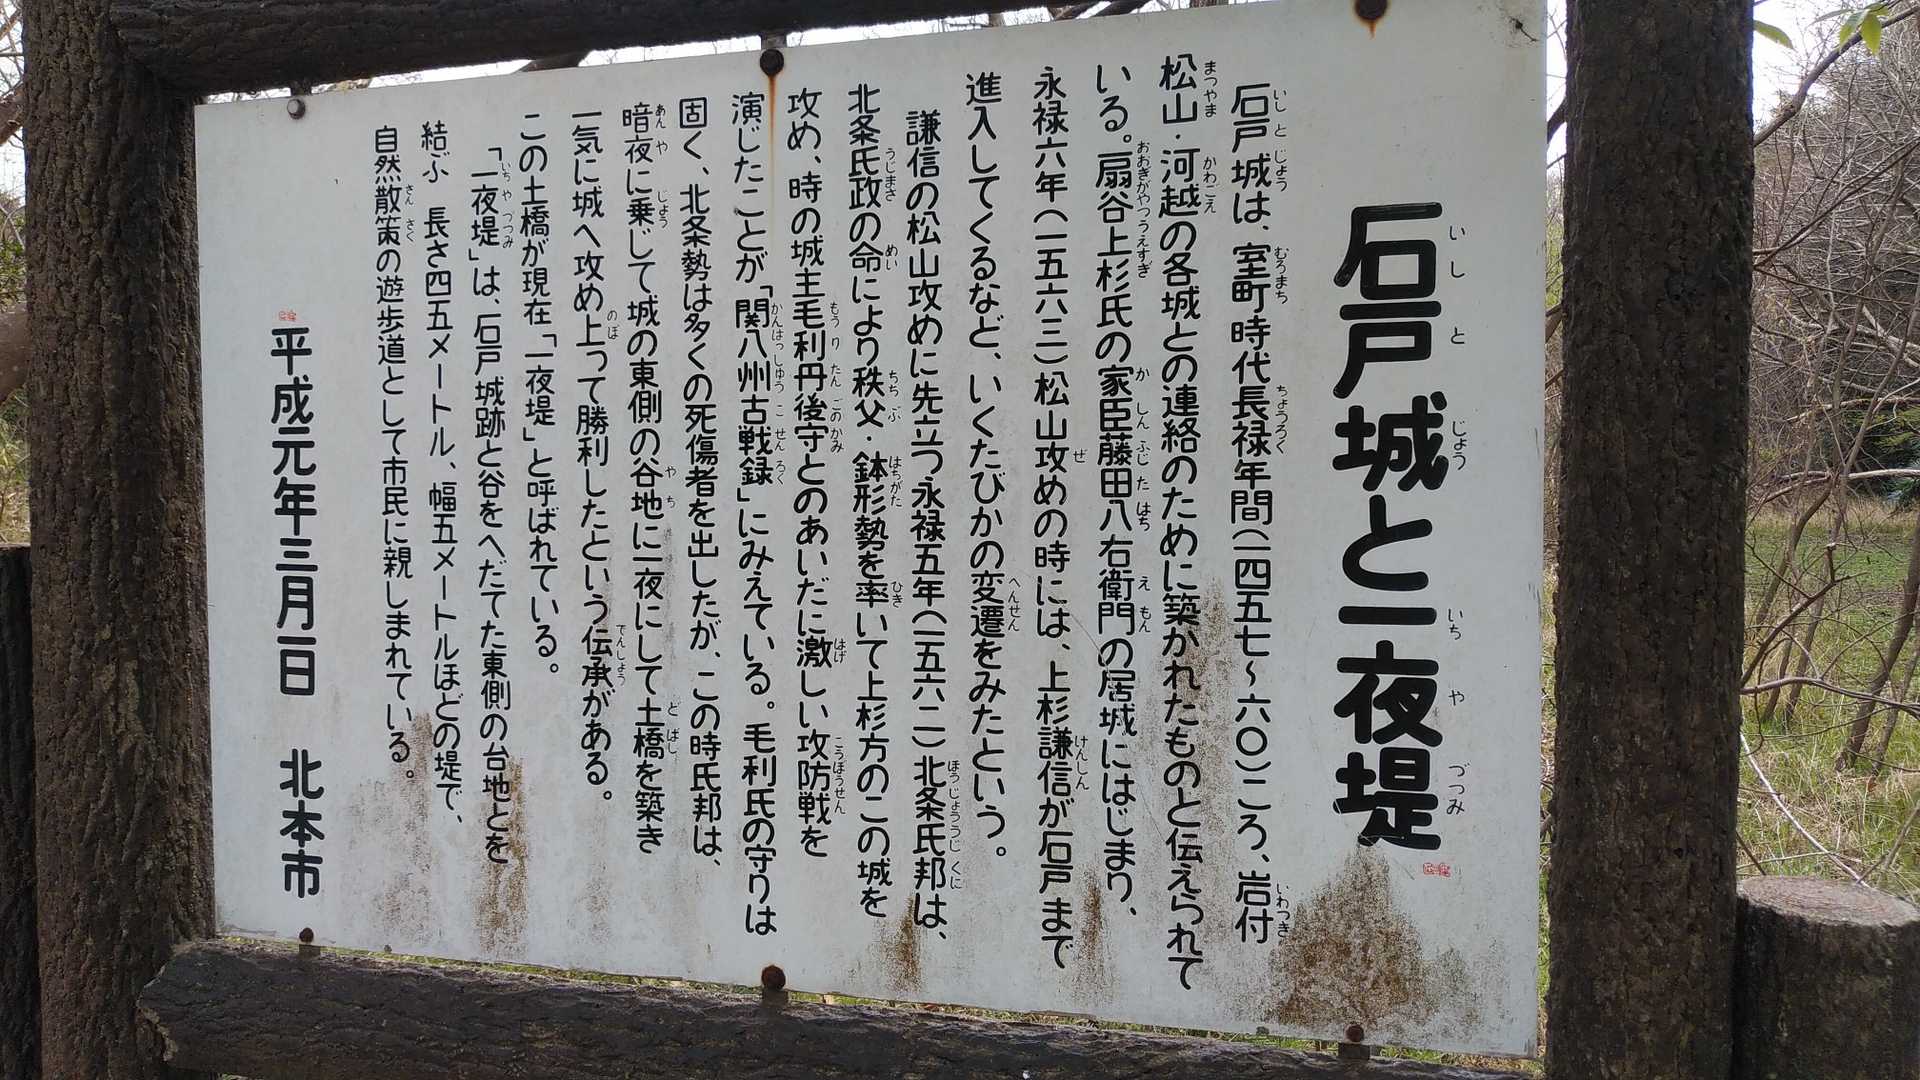 石戸城と一夜堤
石戸城は、室町時代長禄年間（一四五七～六〇）ころ、岩付
松山・河越の各城との連絡のために築かれたものと伝えられて
いる。扇谷上杉氏の家臣藤田八右衛門の居城にはじまり、
永禄六年（一五六三）松山攻めの時には、上杉謙信が石戸まで
進入してくるなど、いくたびかの変遷をみたという。
謙信の松山攻めに先立つ永禄五年（一五六二）北条氏邦は、
北条氏政の命により秩父・鉢形勢を率いて上杉方のこの城を
攻め、時の城主毛利丹後守とのあいだに激しい攻防戦を
演じたことが「関八州古戦録」にみえている。毛利氏の守りは
固く、北条勢は多くの死傷者を出したが、この時氏邦は、
暗夜に乗じて城の東側の谷地に一夜にして土橋を築き
一気に城へ攻め上って勝利したという伝承がある。
この土橋が現在「一夜堤」と呼ばれている。
「一夜堤」は、石戸城跡と谷をへだてた東側の台地とを
結ぶ 長さ四五メートル、幅五メートルほどの堤で、
自然散策の遊歩道として市民に親しまれている。
平成元年三月一日 北本市